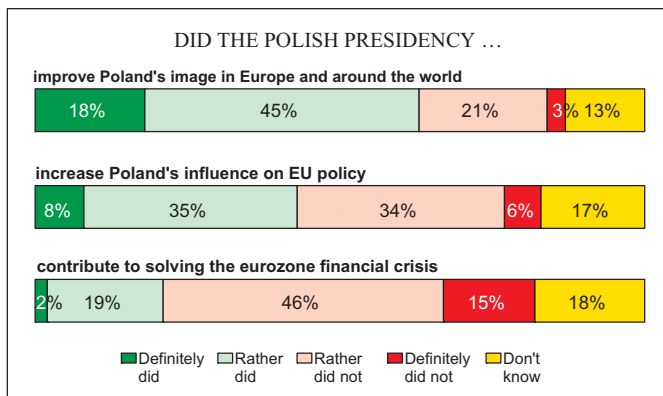 DID THE POLISH PRESIDENCY …
improve Poland's image in Europe and around the world
18% 45% 21% 3% 13%
increase Poland's influence on EU policy
8% 35% 34% 6% 17%
contribute to solving the eurozone financial crisis
2% 19% 46% 15% 18%
Definitely did
Rather did
Rather did not
Definitely did not
Don't know